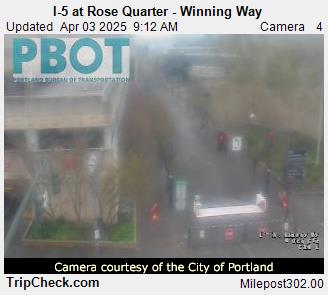 I-5 at Rose Quarter - Winning Way
Updated Apr 03 2025 9:12 AM Camera 4
PBOT
PORTLAND BUREAU OF TRANSPORTATION
Camera courtesy of the City of Portland
TripCheck.com Milepost302.00